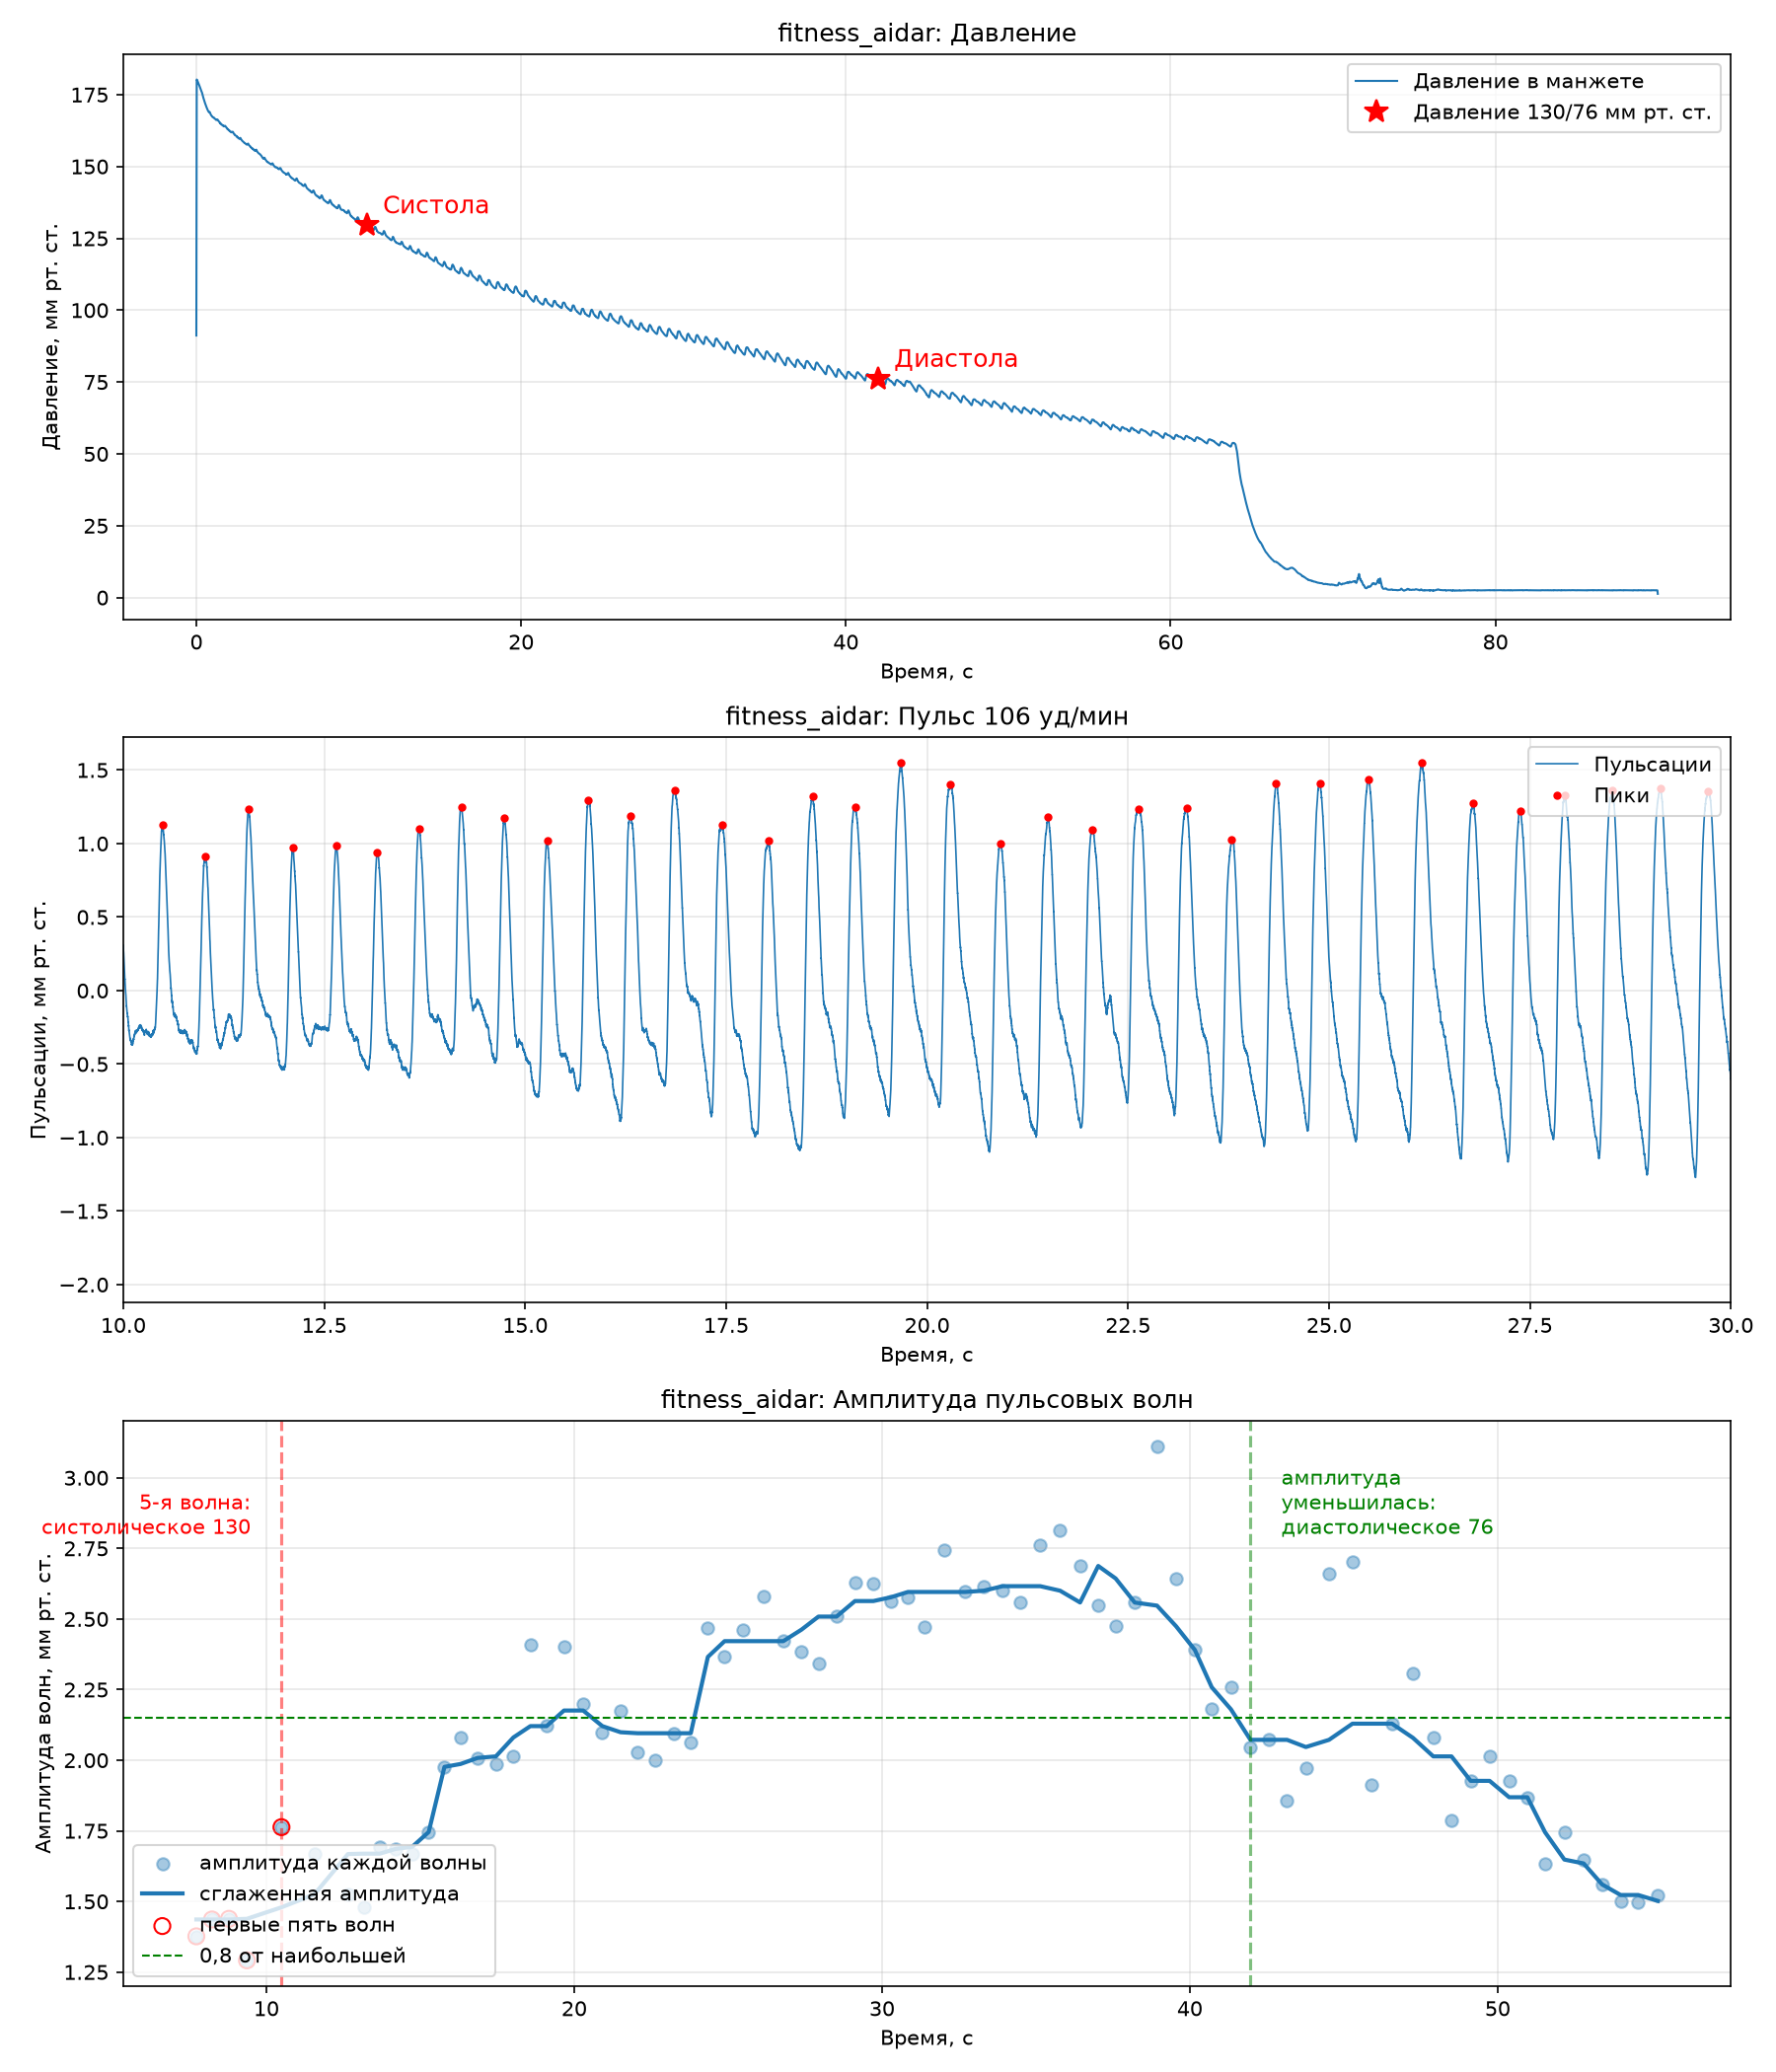 fitness_aidar: Давление
Давление в манжете
Давление 130/76 мм рт. ст.
Систола
Диастола
Давление, мм рт. ст.
175
150
125
100
75
50
25
0
0
20
40
60
80
Время, с
fitness_aidar: Пульс 106 уд/мин
Пульсации
Пики
Пульсации, мм рт. ст.
1.5
1.0
0.5
0.0
−0.5
−1.0
−1.5
−2.0
10.0
12.5
15.0
17.5
20.0
22.5
25.0
27.5
30.0
Время, с
fitness_aidar: Амплитуда пульсовых волн
5-я волна:
систолическое 130
амплитуда
уменьшилась:
диастолическое 76
Амплитуда волн, мм рт. ст.
3.00
2.75
2.50
2.25
2.00
1.75
1.50
1.25
амплитуда каждой волны
сглаженная амплитуда
первые пять волн
0,8 от наибольшей
10
20
30
40
50
Время, с